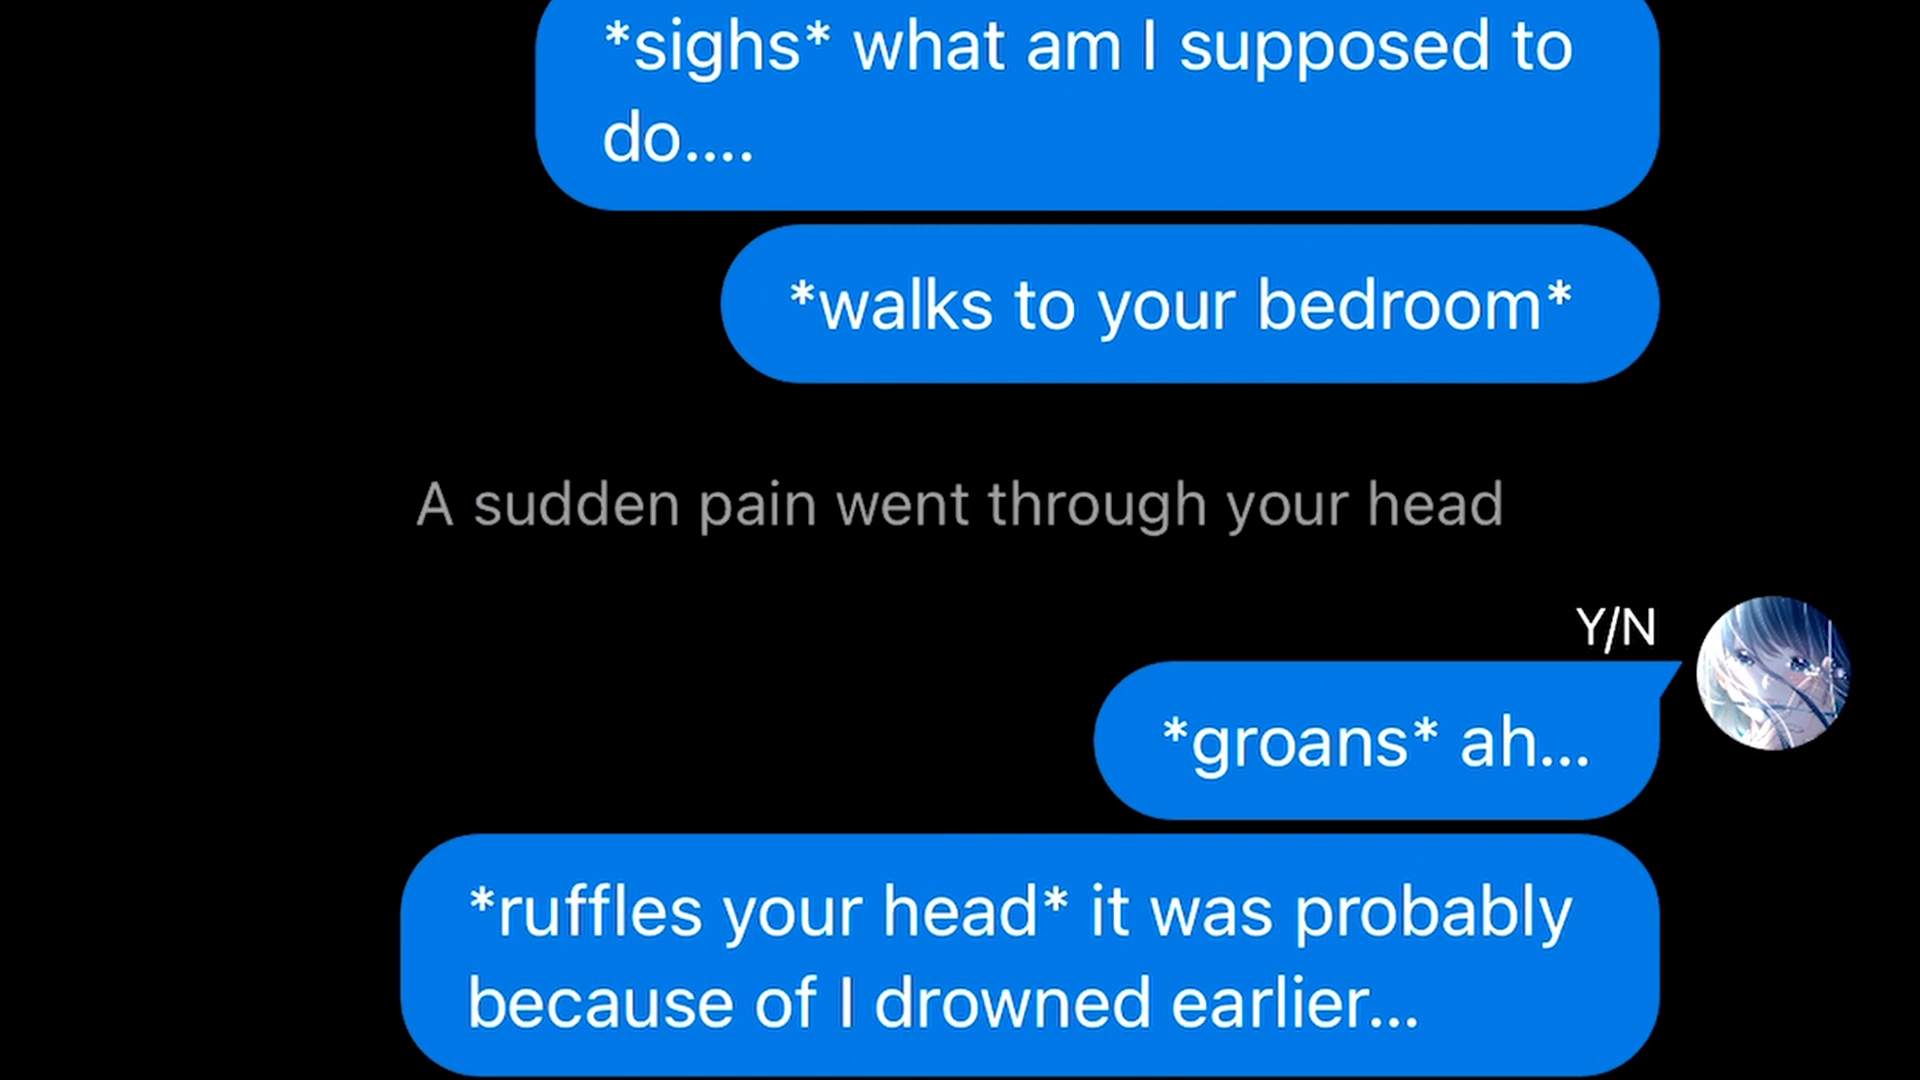 *sighs* what am I supposed to
do....
*walks to your bedroom*
A sudden pain went through your head
Y/N
*groans* ah...
*ruffles your head* it was probably
because of I drowned earlier...